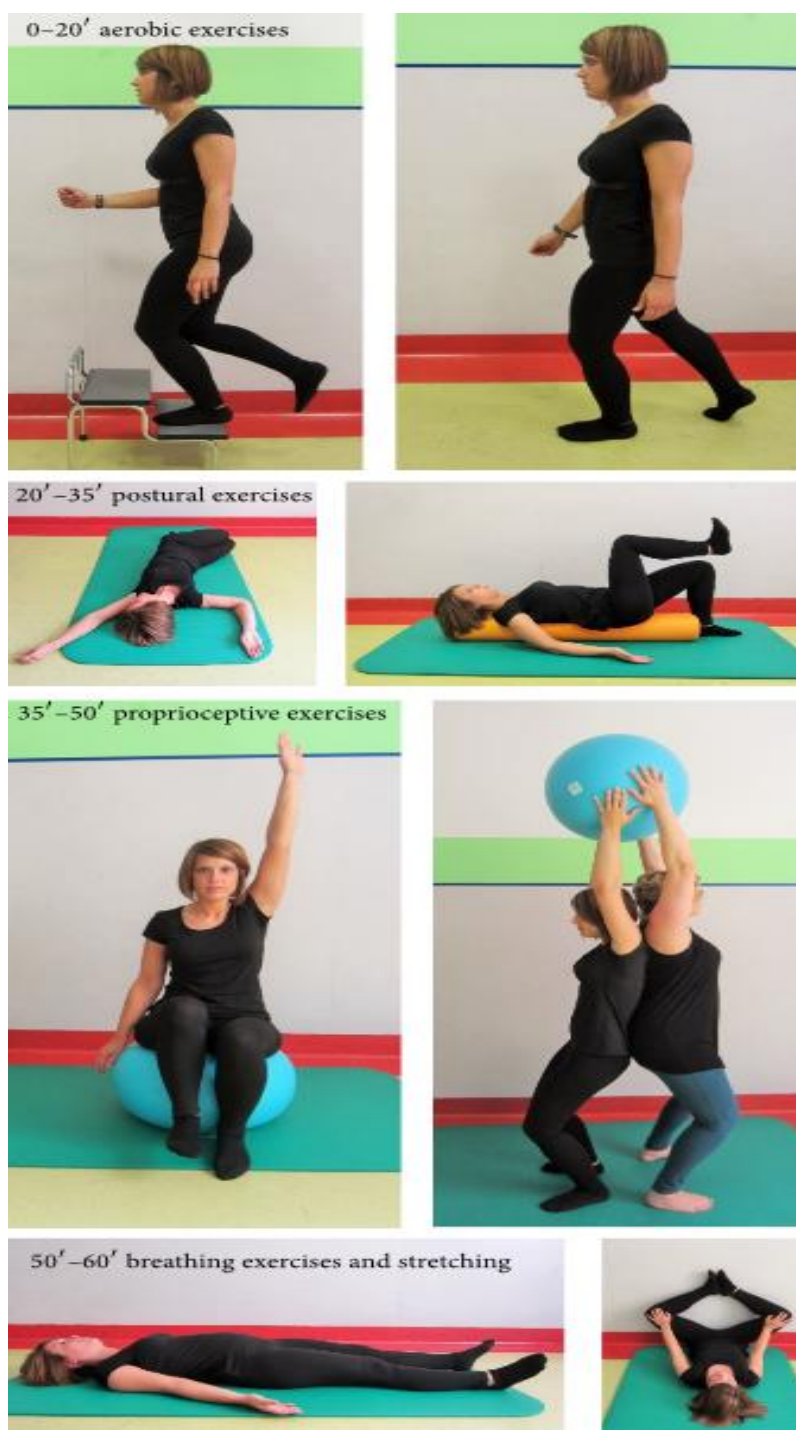 0–20′ aerobic exercises
20′–35′ postural exercises
35′–50′ proprioceptive exercises
50′–60′ breathing exercises and stretching